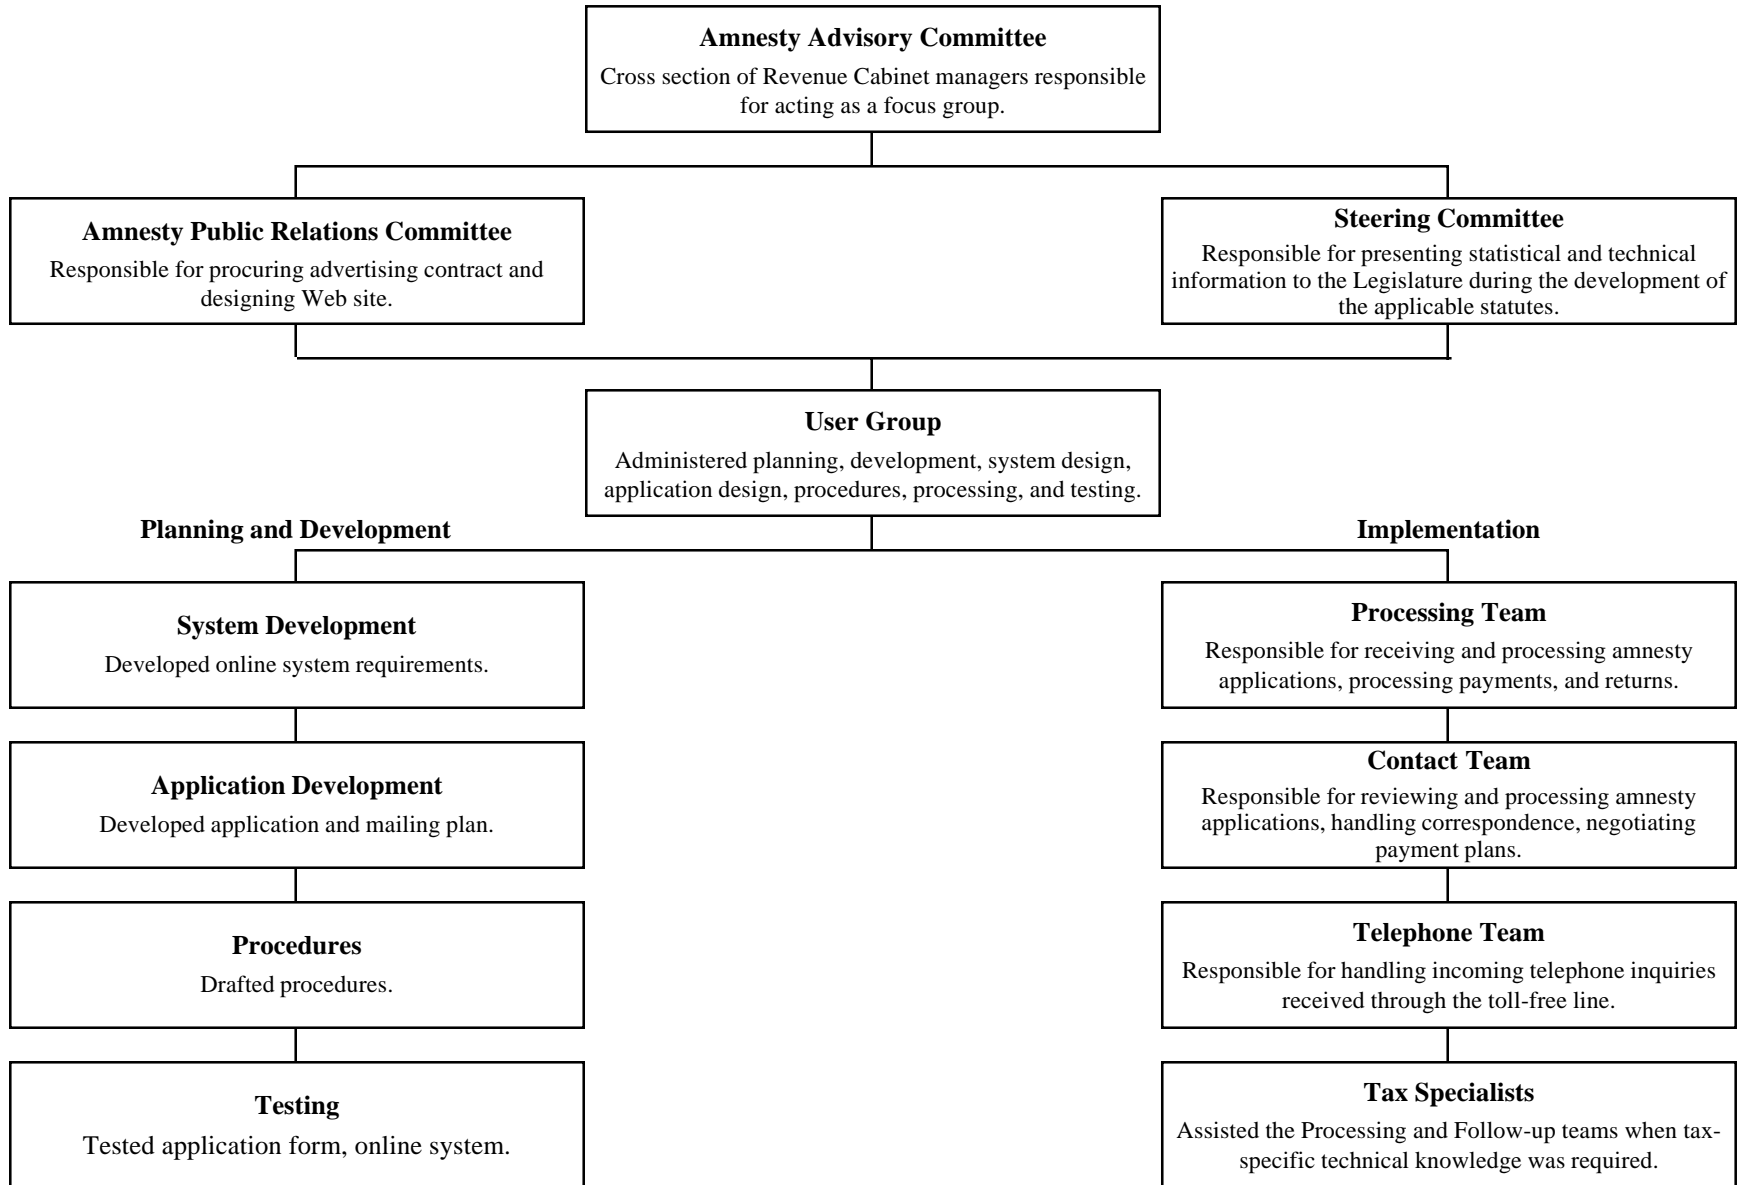 Amnesty Advisory Committee
Cross section of Revenue Cabinet managers responsible
for acting as a focus group.
Amnesty Public Relations Committee
Responsible for procuring advertising contract and
designing Web site.
Steering Committee
Responsible for presenting statistical and technical
information to the Legislature during the development of
the applicable statutes.
User Group
Administered planning, development, system design,
application design, procedures, processing, and testing.
Planning and Development
Implementation
System Development
Developed online system requirements.
Application Development
Developed application and mailing plan.
Procedures
Drafted procedures.
Testing
Tested application form, online system.
Processing Team
Responsible for receiving and processing amnesty
applications, processing payments, and returns.
Contact Team
Responsible for reviewing and processing amnesty
applications, handling correspondence, negotiating
payment plans.
Telephone Team
Responsible for handling incoming telephone inquiries
received through the toll-free line.
Tax Specialists
Assisted the Processing and Follow-up teams when tax-
specific technical knowledge was required.